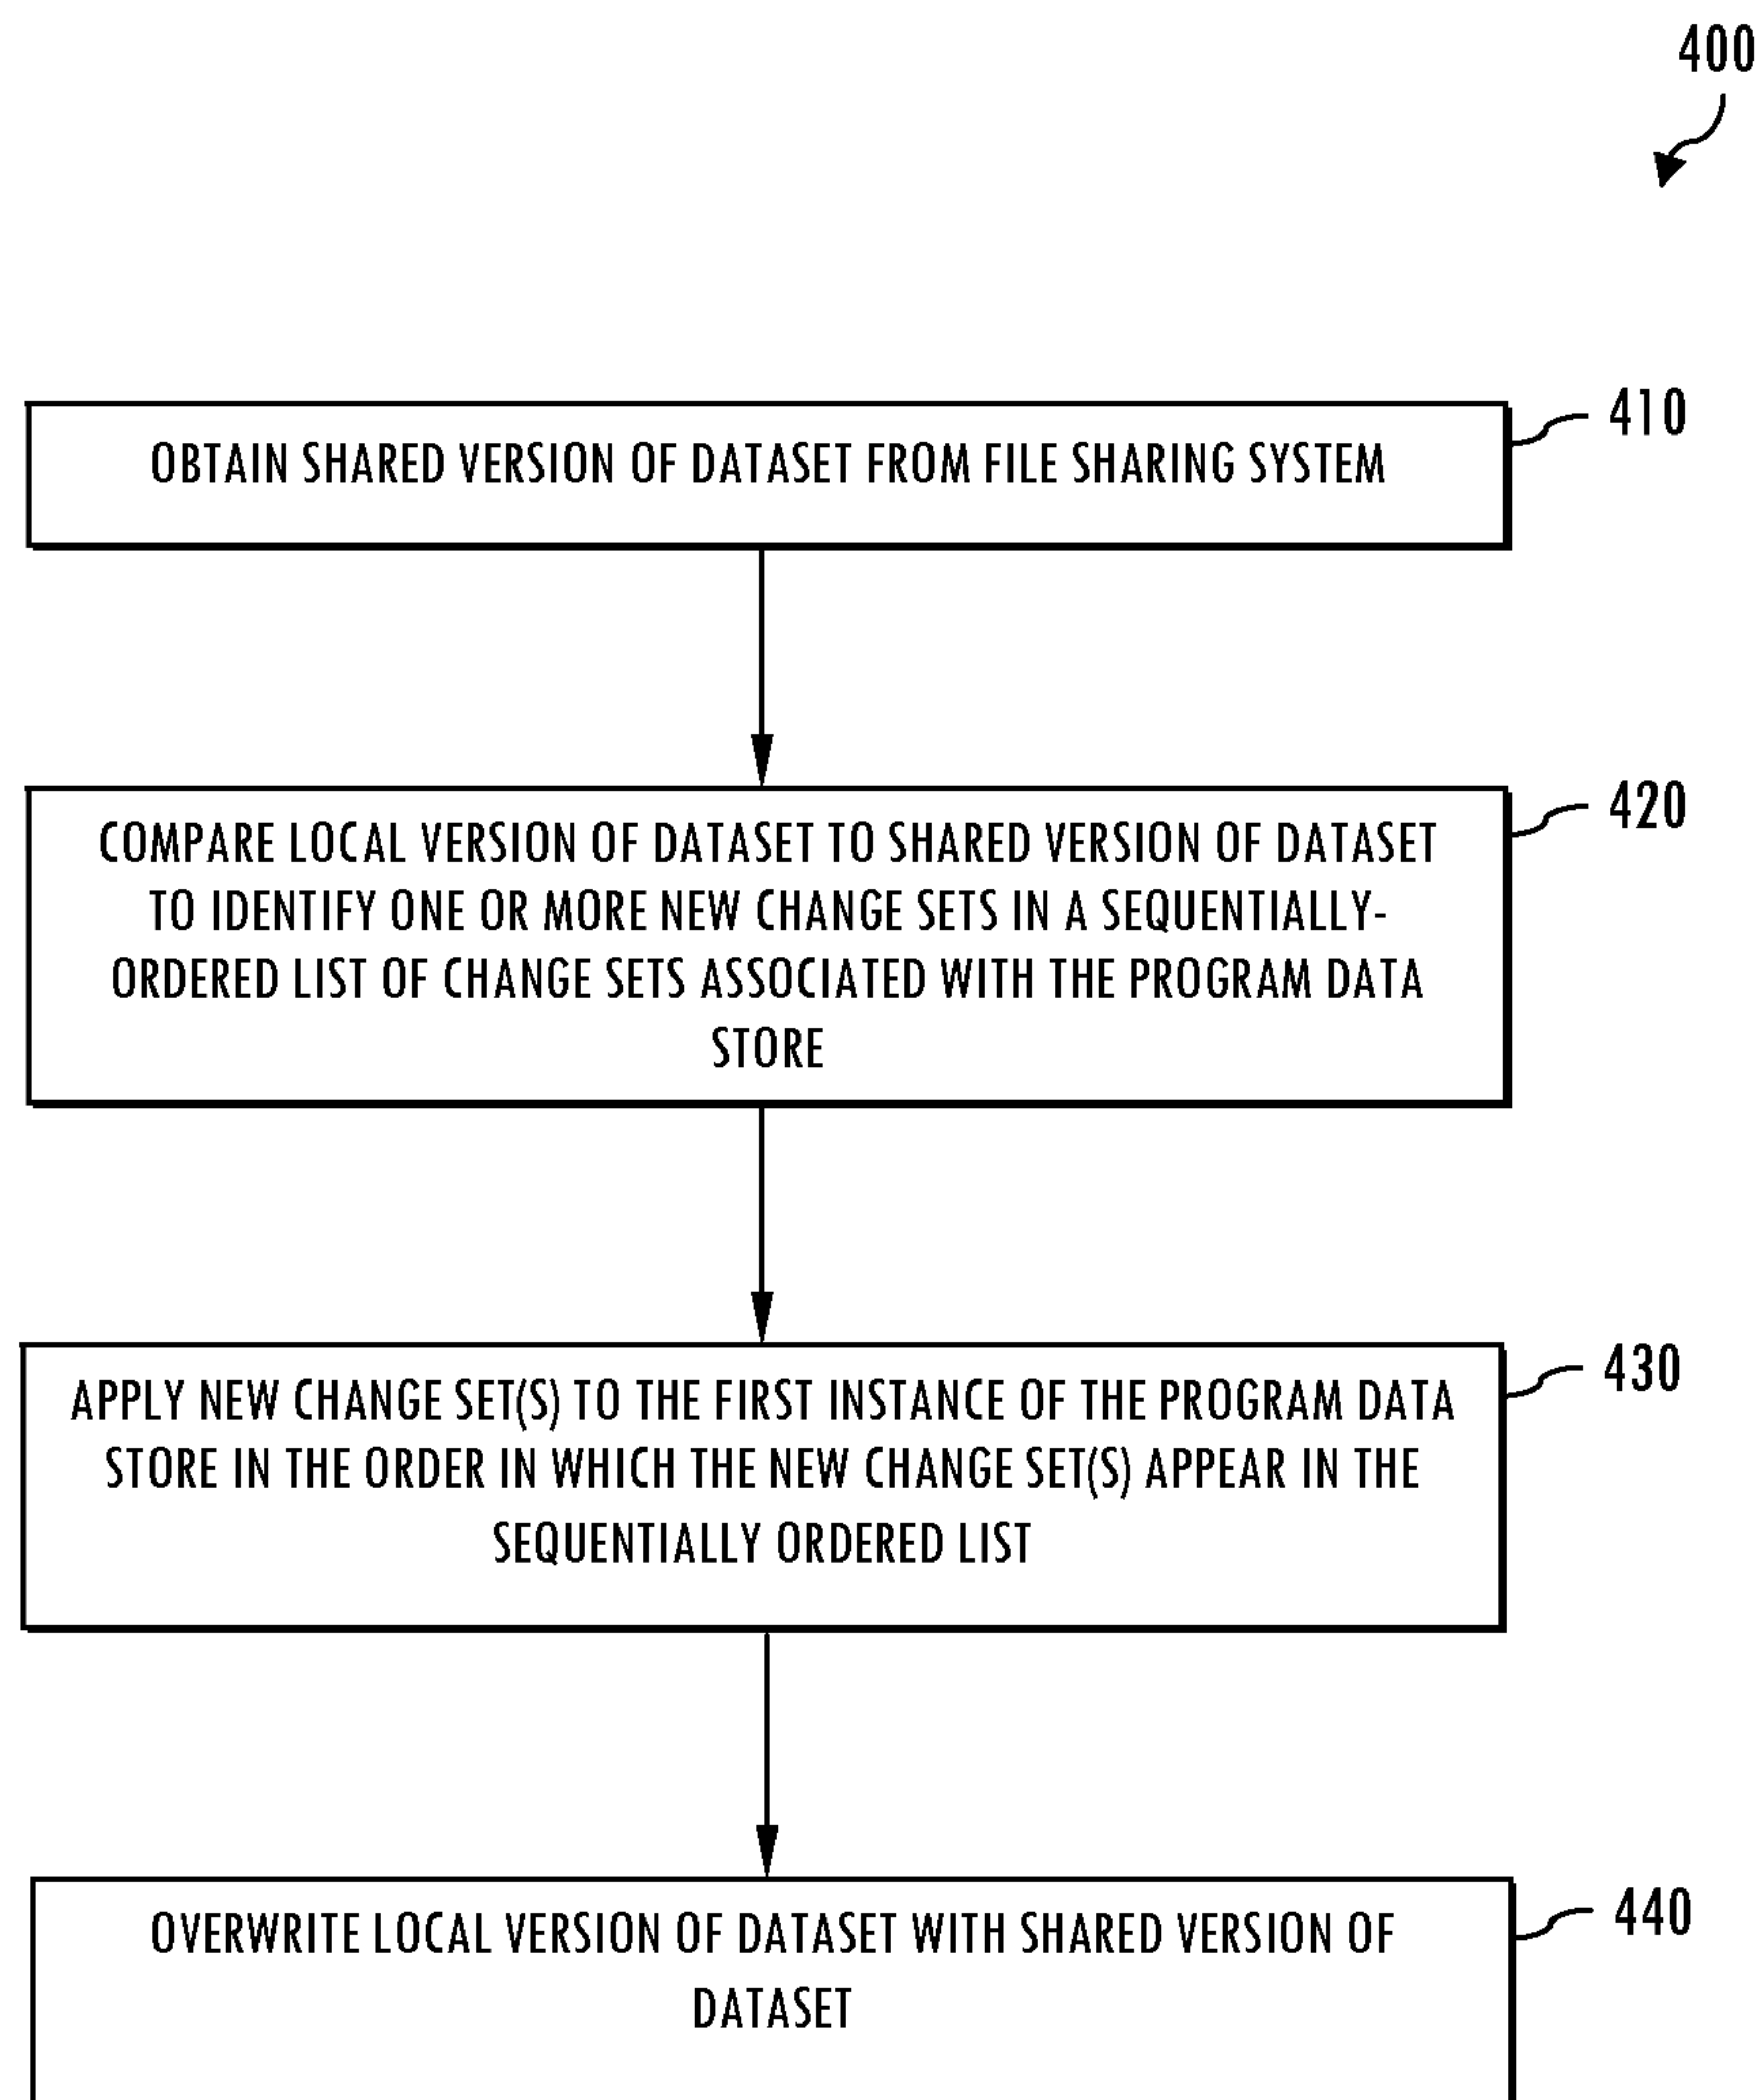 400
OBTAIN SHARED VERSION OF DATASET FROM FILE SHARING SYSTEM
410
COMPARE LOCAL VERSION OF DATASET TO SHARED VERSION OF DATASET
TO IDENTIFY ONE OR MORE NEW CHANGE SETS IN A SEQUENTIALLY-
ORDERED LIST OF CHANGE SETS ASSOCIATED WITH THE PROGRAM DATA
STORE
420
APPLY NEW CHANGE SET(S) TO THE FIRST INSTANCE OF THE PROGRAM DATA
STORE IN THE ORDER IN WHICH THE NEW CHANGE SET(S) APPEAR IN THE
SEQUENTIALLY ORDERED LIST
430
OVERWRITE LOCAL VERSION OF DATASET WITH SHARED VERSION OF
DATASET
440